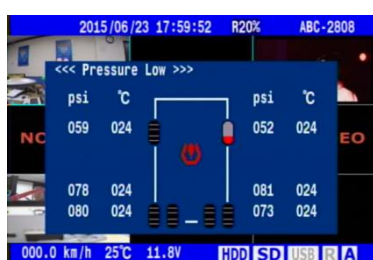 2015/06/23 17:59:52 R20% ABC-2808
<<< Pressure Low >>>
psi °C psi °C
059 024 052 024
NO EO
078 024 081 024
080 024 073 024
000.0 km/h 25°C 11.8V HDD SD USB R A